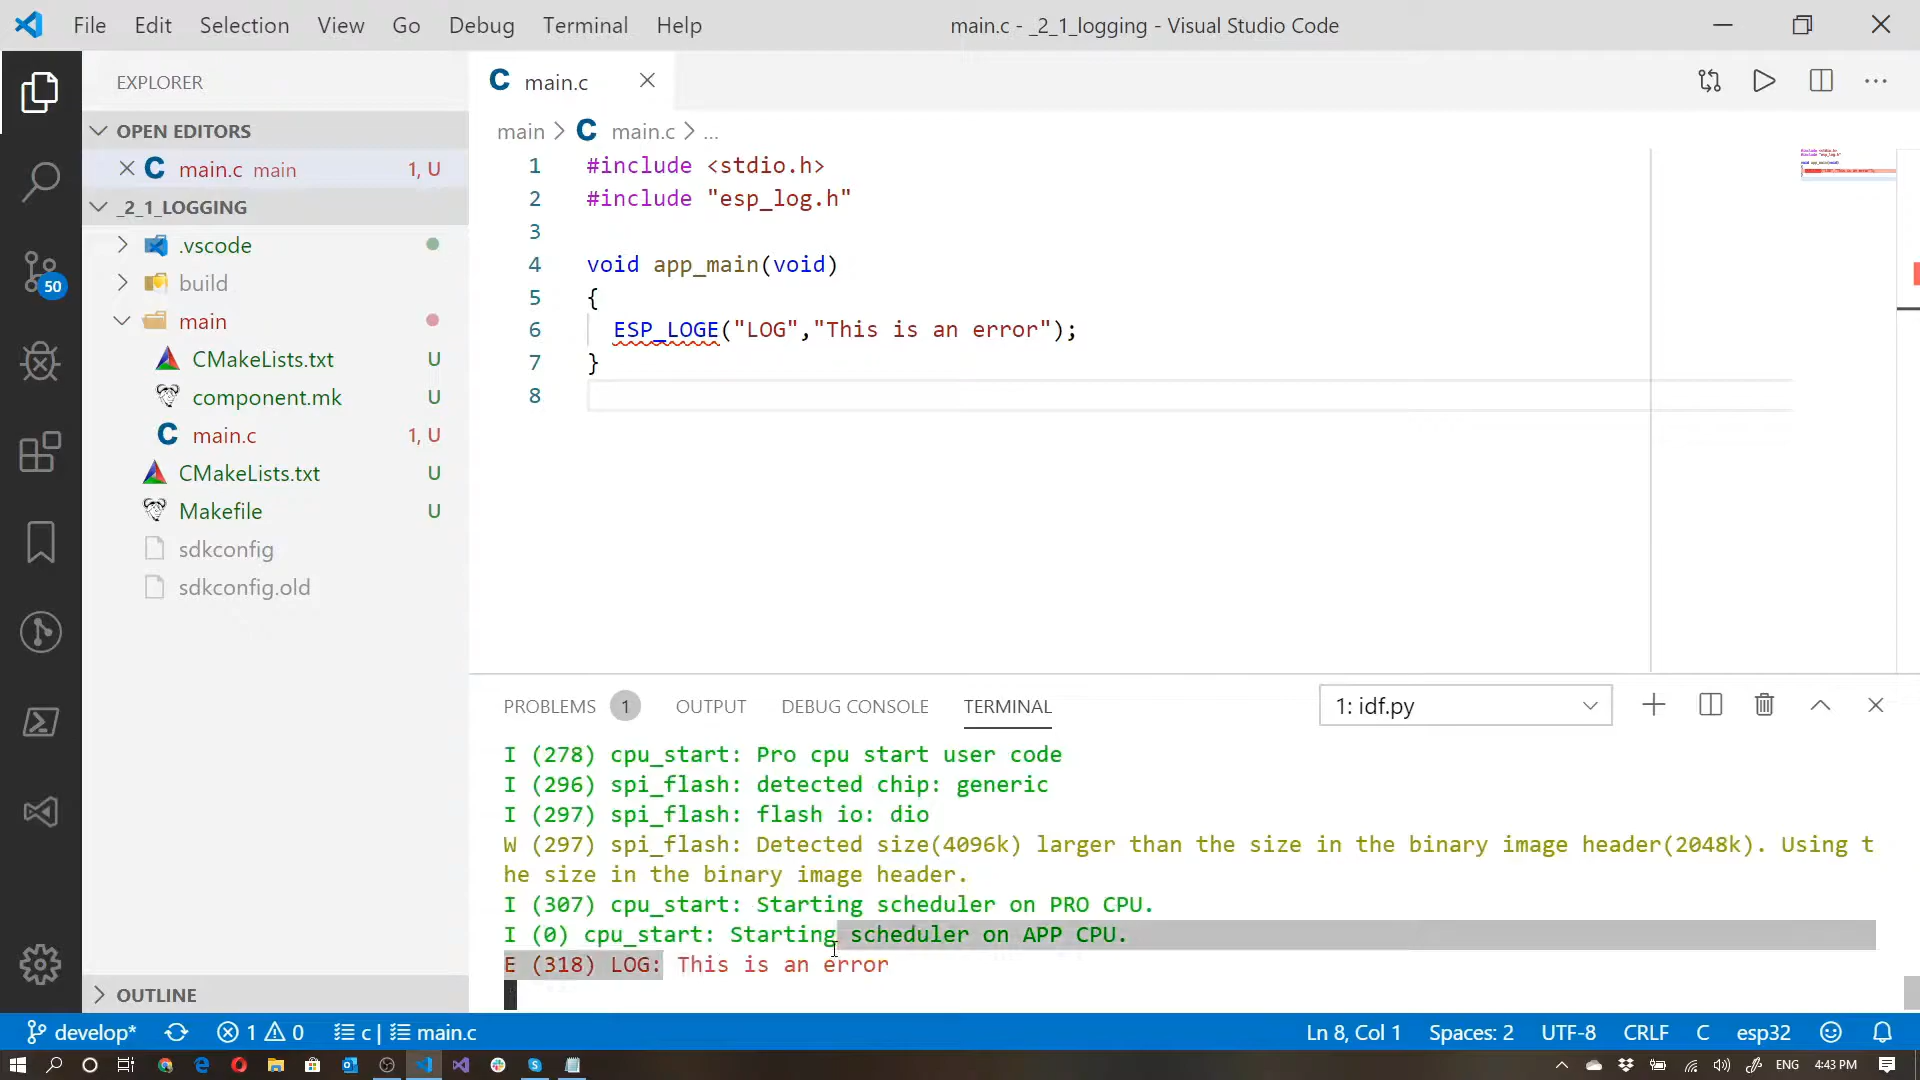 File Edit Selection View Go Debug Terminal Help
main.c - _2_1_logging - Visual Studio Code
EXPLORER
OPEN EDITORS
main.c main 1, U
_2_1_LOGGING
.vscode
build
main
CMakeLists.txt U
component.mk U
main.c 1, U
CMakeLists.txt U
Makefile U
sdkconfig
sdkconfig.old
OUTLINE
50
main.c
main > main.c > ...
1 #include <stdio.h>
2 #include "esp_log.h"
3
4 void app_main(void)
5 {
6 ESP_LOGE("LOG","This is an error");
7 }
8
PROBLEMS 1 OUTPUT DEBUG CONSOLE TERMINAL 1: idf.py
I (278) cpu_start: Pro cpu start user code
I (296) spi_flash: detected chip: generic
I (297) spi_flash: flash io: dio
W (297) spi_flash: Detected size(4096k) larger than the size in the binary image header(2048k). Using t
he size in the binary image header.
I (307) cpu_start: Starting scheduler on PRO CPU.
I (0) cpu_start: Starting scheduler on APP CPU.
E (318) LOG: This is an error
develop* 1 0 c | main.c Ln 8, Col 1 Spaces: 2 UTF-8 CRLF C esp32
ENG 4:43 PM